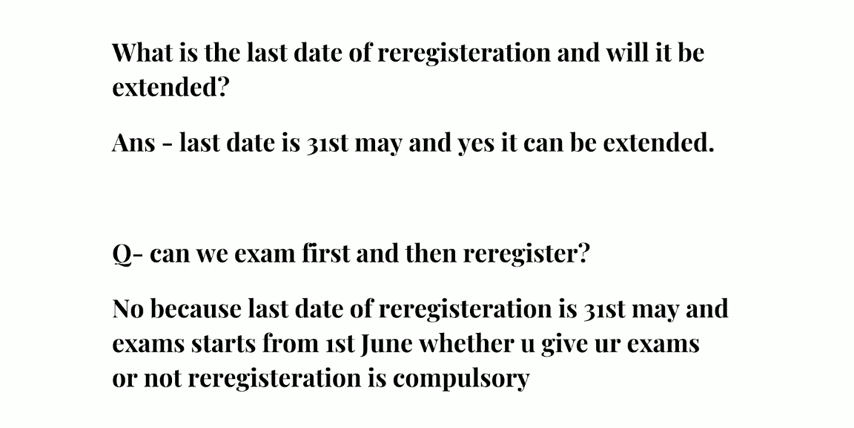 What is the last date of reregisteration and will it be
extended?
Ans - last date is 31st may and yes it can be extended.
Q- can we exam first and then reregister?
No because last date of reregisteration is 31st may and
exams starts from 1st June whether u give ur exams
or not reregisteration is compulsory